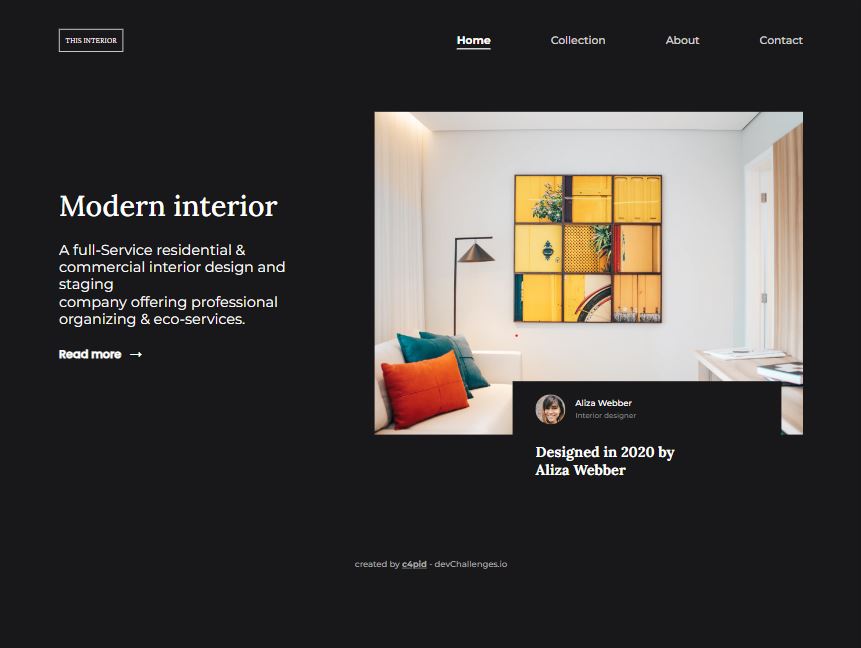 THIS INTERIOR
Home
Collection
About
Contact
Modern interior
A full-Service residential &
commercial interior design and
staging
company offering professional
organizing & eco-services.
Read more →
Aliza Webber
Interior designer
Designed in 2020 by
Aliza Webber
created by c4pld - devChallenges.io